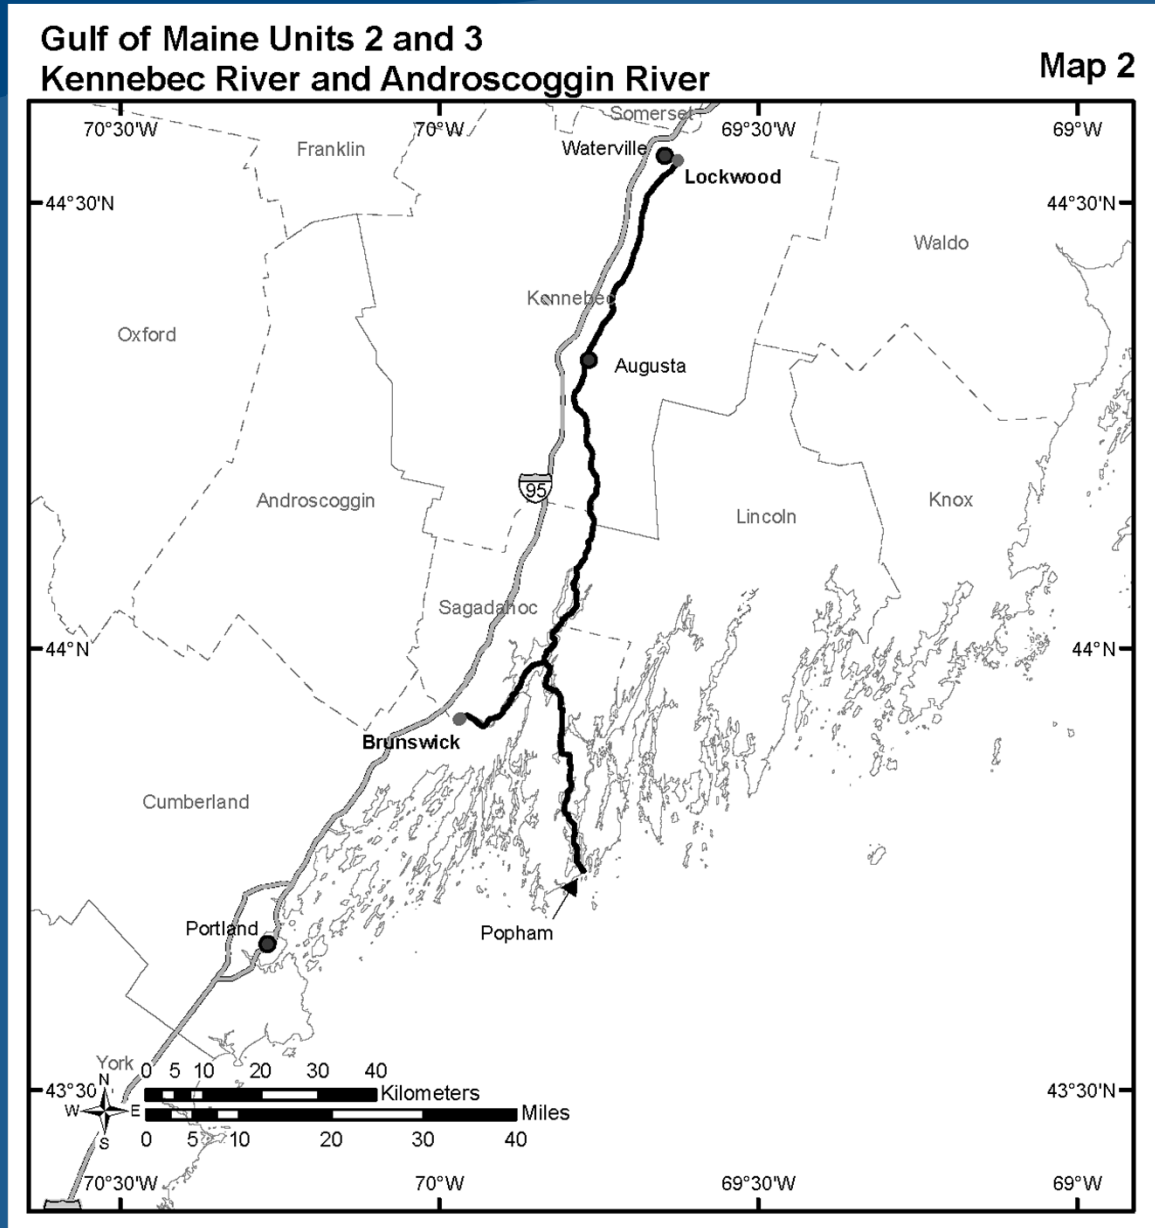 Gulf of Maine Units 2 and 3
Kennebec River and Androscoggin River
Map 2
70°30'W 70°W 69°30'W 69°W
Somerset
Franklin
Waterville
Lockwood
44°30'N 44°30'N
Waldo
Kennebec
Oxford
Augusta
95
Androscoggin
Knox
Lincoln
Sagadahoc
44°N 44°N
Brunswick
Cumberland
Portland
Popham
York
0 5 10 20 30 40
Kilometers
N
43°30' 43°30'N
W E
Miles
S
0 5 10 20 30 40
70°30'W 70°W 69°30'W 69°W